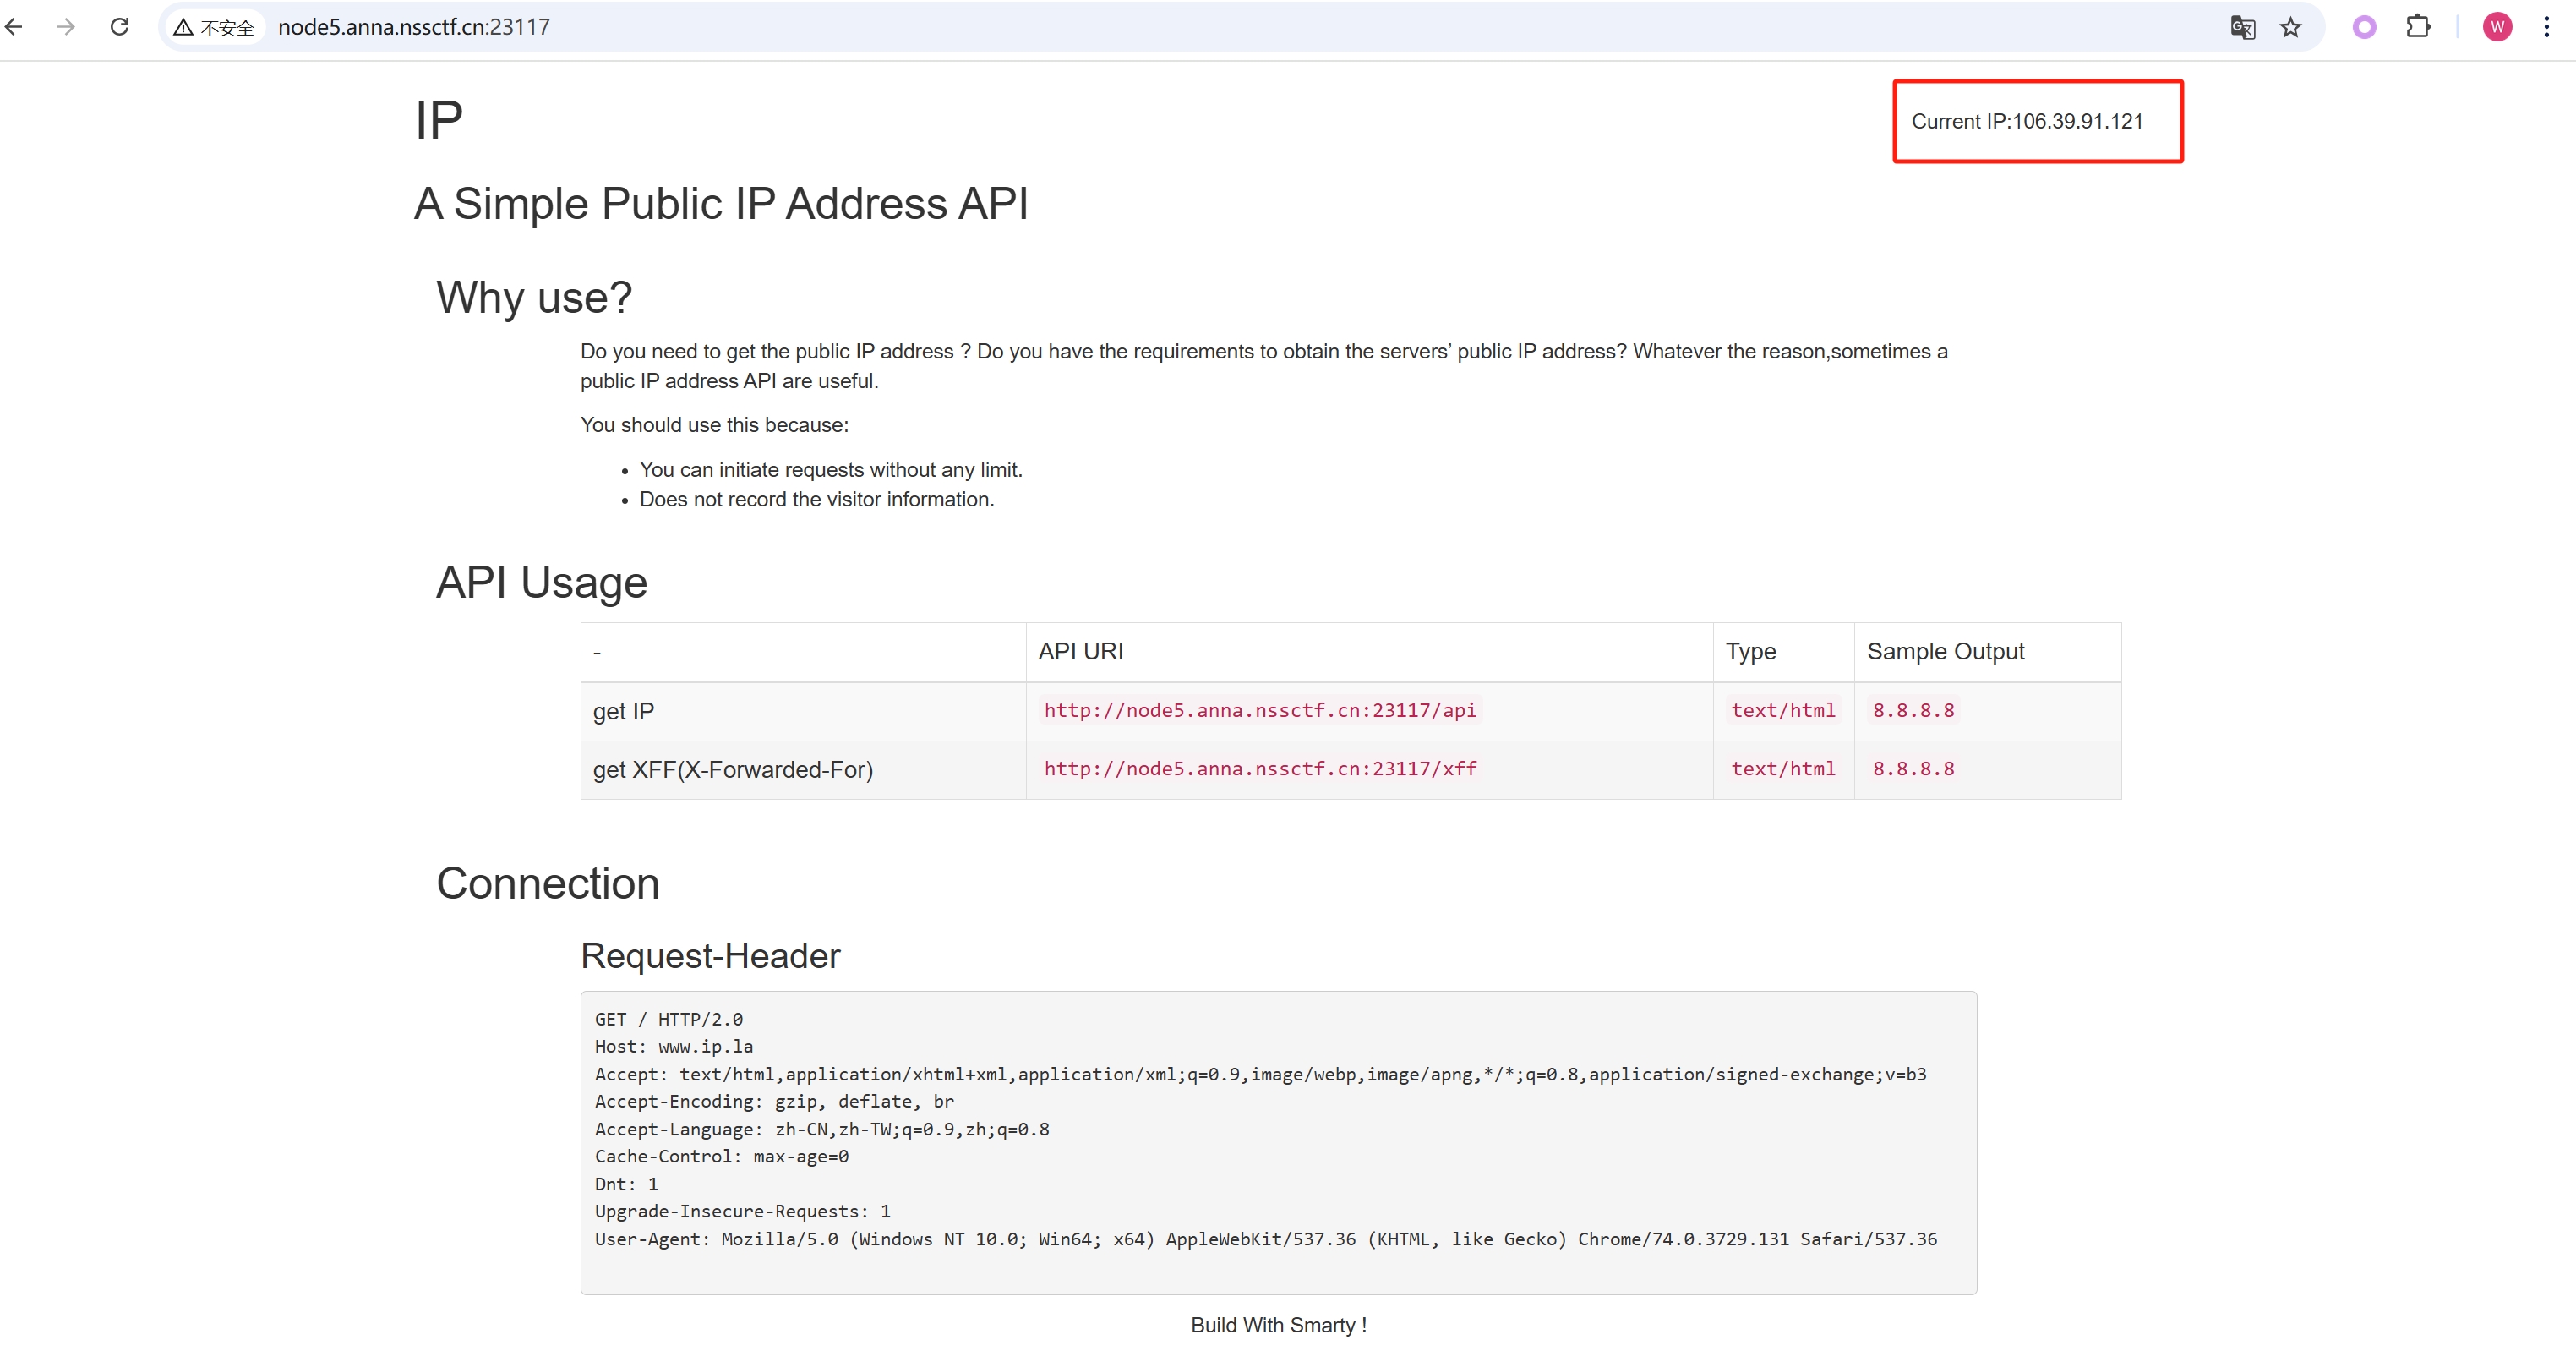 不安全 node5.anna.nssctf.cn:23117
W
IP
Current IP:106.39.91.121
A Simple Public IP Address API
Why use?
Do you need to get the public IP address ? Do you have the requirements to obtain the servers’ public IP address? Whatever the reason,sometimes a
public IP address API are useful.
You should use this because:
You can initiate requests without any limit.
Does not record the visitor information.
API Usage
- API URI Type Sample Output
get IP http://node5.anna.nssctf.cn:23117/api text/html 8.8.8.8
get XFF(X-Forwarded-For) http://node5.anna.nssctf.cn:23117/xff text/html 8.8.8.8
Connection
Request-Header
GET / HTTP/2.0
Host: www.ip.la
Accept: text/html,application/xhtml+xml,application/xml;q=0.9,image/webp,image/apng,*/*;q=0.8,application/signed-exchange;v=b3
Accept-Encoding: gzip, deflate, br
Accept-Language: zh-CN,zh-TW;q=0.9,zh;q=0.8
Cache-Control: max-age=0
Dnt: 1
Upgrade-Insecure-Requests: 1
User-Agent: Mozilla/5.0 (Windows NT 10.0; Win64; x64) AppleWebKit/537.36 (KHTML, like Gecko) Chrome/74.0.3729.131 Safari/537.36
Build With Smarty !